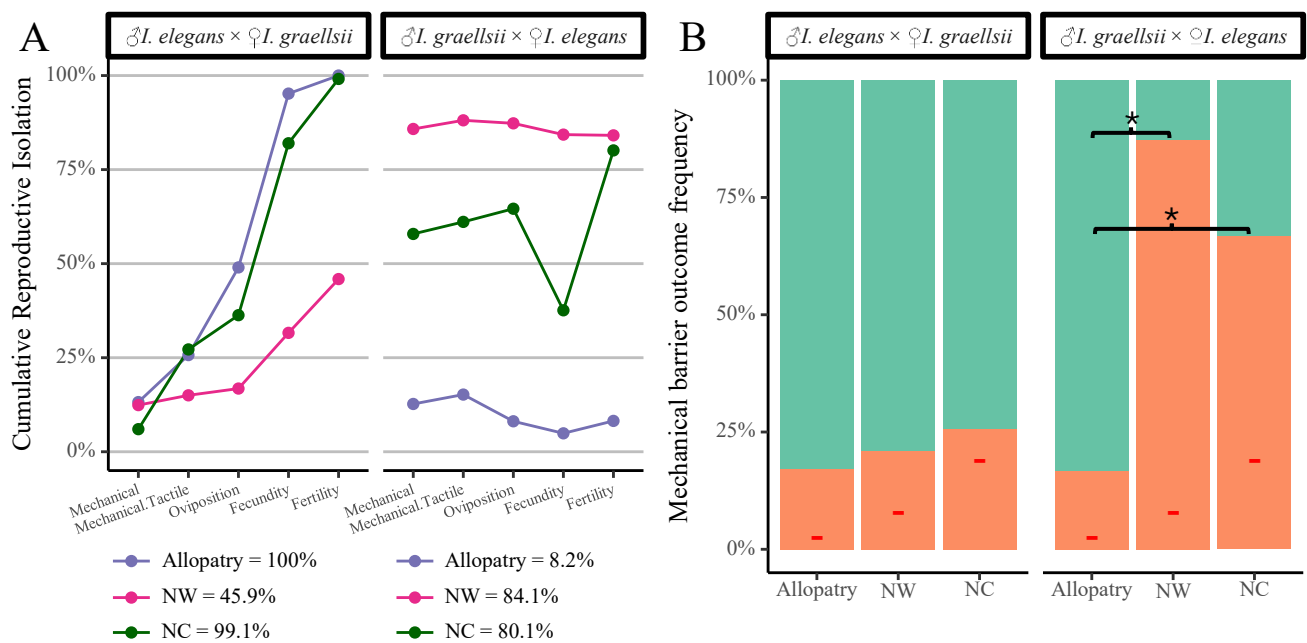 A
♂I. elegans × ♀I. graellsii
♂I. graellsii × ♀I. elegans
Cumulative Reproductive Isolation
100%
75%
50%
25%
0%
Mechanical
Mechanical.Tactile
Oviposition
Fecundity
Fertility
Mechanical
Mechanical.Tactile
Oviposition
Fecundity
Fertility
Allopatry = 100%
NW = 45.9%
NC = 99.1%
Allopatry = 8.2%
NW = 84.1%
NC = 80.1%
B
♂I. elegans × ♀I. graellsii
♂I. graellsii × ♀I. elegans
Mechanical barrier outcome frequency
100%
75%
50%
25%
0%
*
*
Allopatry
NW
NC
Allopatry
NW
NC